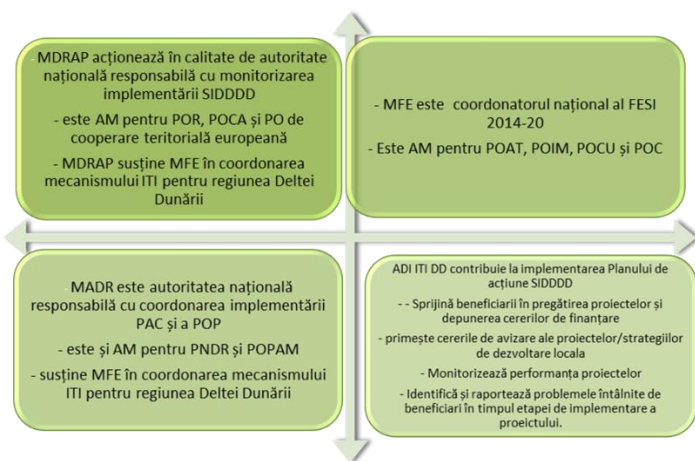 - MDRAP acționează în calitate de autoritate
națională responsabilă cu monitorizarea
implementării SIDDDD
- este AM pentru POR, POCA și PO de
cooperare teritorială europeană
- MDRAP susține MFE în coordonarea
mecanismului ITI pentru regiunea Deltei
Dunării
- MFE este coordonatorul național al FESI
2014-20
- Este AM pentru POAT, POIM, POCU și POC
- MADR este autoritatea națională
responsabilă cu coordonarea implementării
PAC și a POP
- este și AM pentru PNDR și POPAM
- susține MFE în coordonarea mecanismului
ITI pentru regiunea Deltei Dunării
ADI ITI DD contribuie la implementarea Planului de
acțiune SIDDDD
- - Sprijină beneficiarii în pregătirea proiectelor și
depunerea cererilor de finanțare
- primește cererile de avizare ale proiectelor/strategiilor
de dezvoltare locala
- Monitorizează performanța proiectelor
- Identifică și raportează problemele întâlnite de
beneficiari în timpul etapei de implementare a
proiectului.